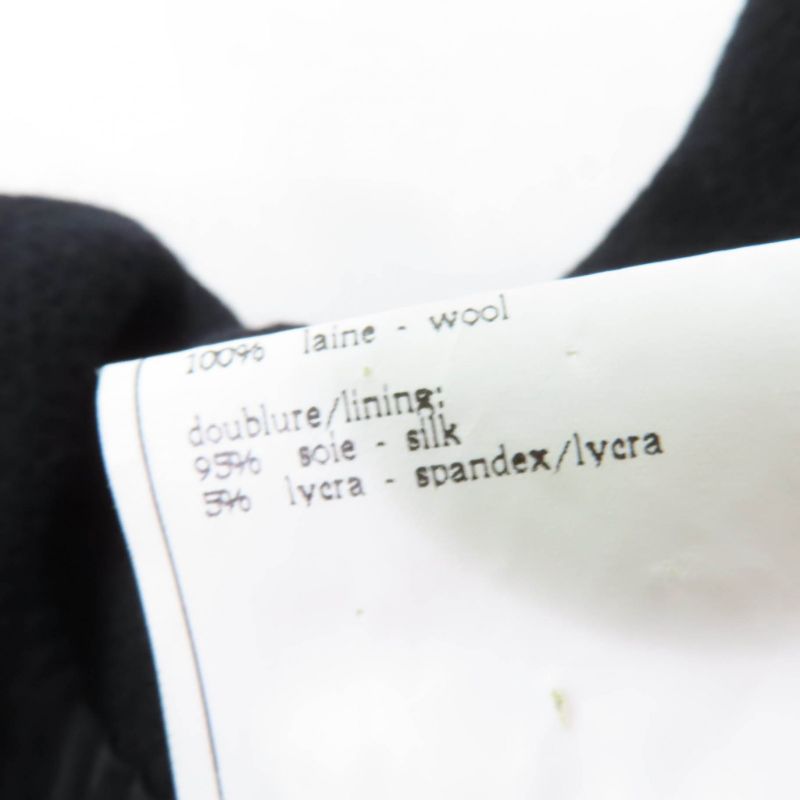 100% laine - wool
doublure/lining:
95% soie - silk
5% lycra - spandex/lycra